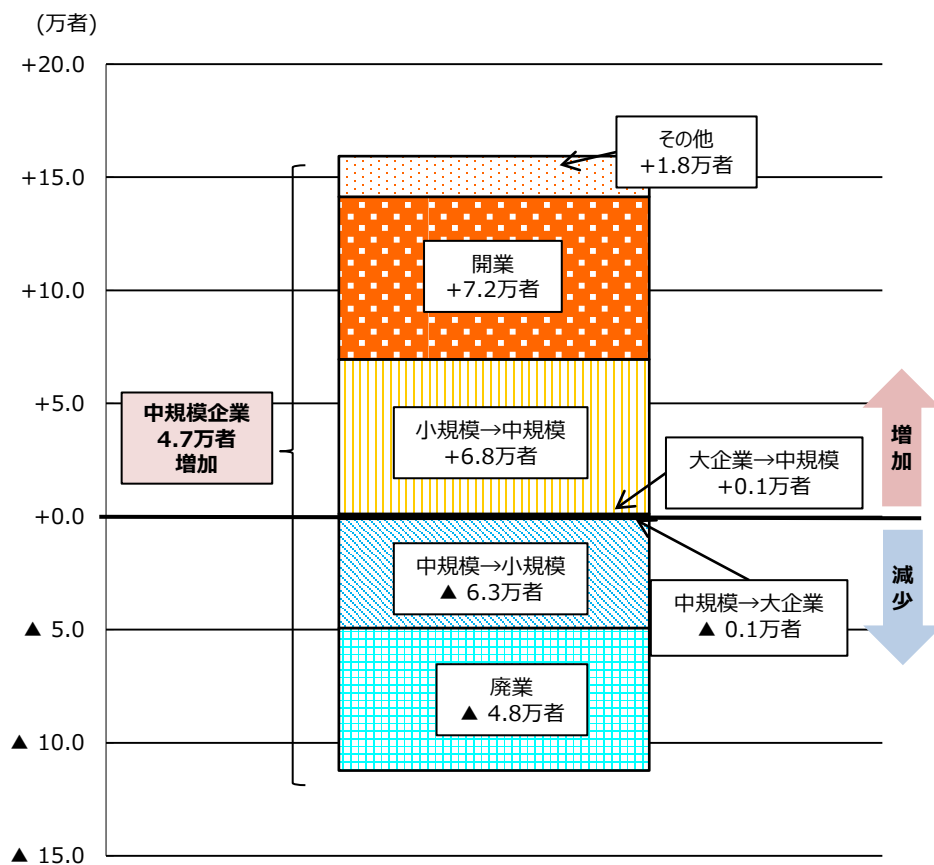 (万者)
+20.0
+15.0
+10.0
+5.0
+0.0
▲ 5.0
▲ 10.0
▲ 15.0
その他
+1.8万者
開業
+7.2万者
小規模→中規模
+6.8万者
大企業→中規模
+0.1万者
中規模企業
4.7万者
増加
中規模→小規模
▲ 6.3万者
中規模→大企業
▲ 0.1万者
廃業
▲ 4.8万者
増加
減少